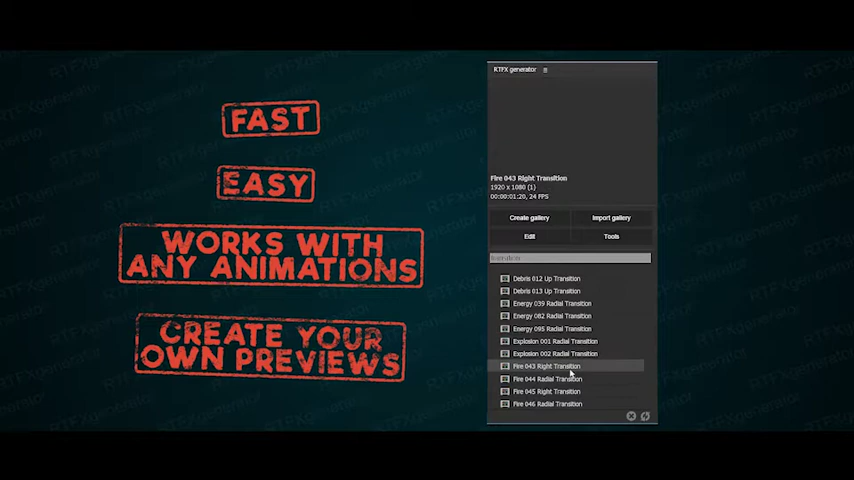 FAST
EASY
WORKS WITH
ANY ANIMATIONS
CREATE YOUR
OWN PREVIEWS
RTFX generator
Fire 043 Right Transition
1920 x 1080 (1)
00:00:01:20, 24 FPS
Create gallery
Import gallery
Edit
Tools
Debris 012 Up Transition
Debris 013 Up Transition
Energy 039 Radial Transition
Energy 082 Radial Transition
Energy 095 Radial Transition
Explosion 001 Radial Transition
Explosion 002 Radial Transition
Fire 043 Right Transition
Fire 044 Radial Transition
Fire 045 Right Transition
Fire 046 Radial Transition